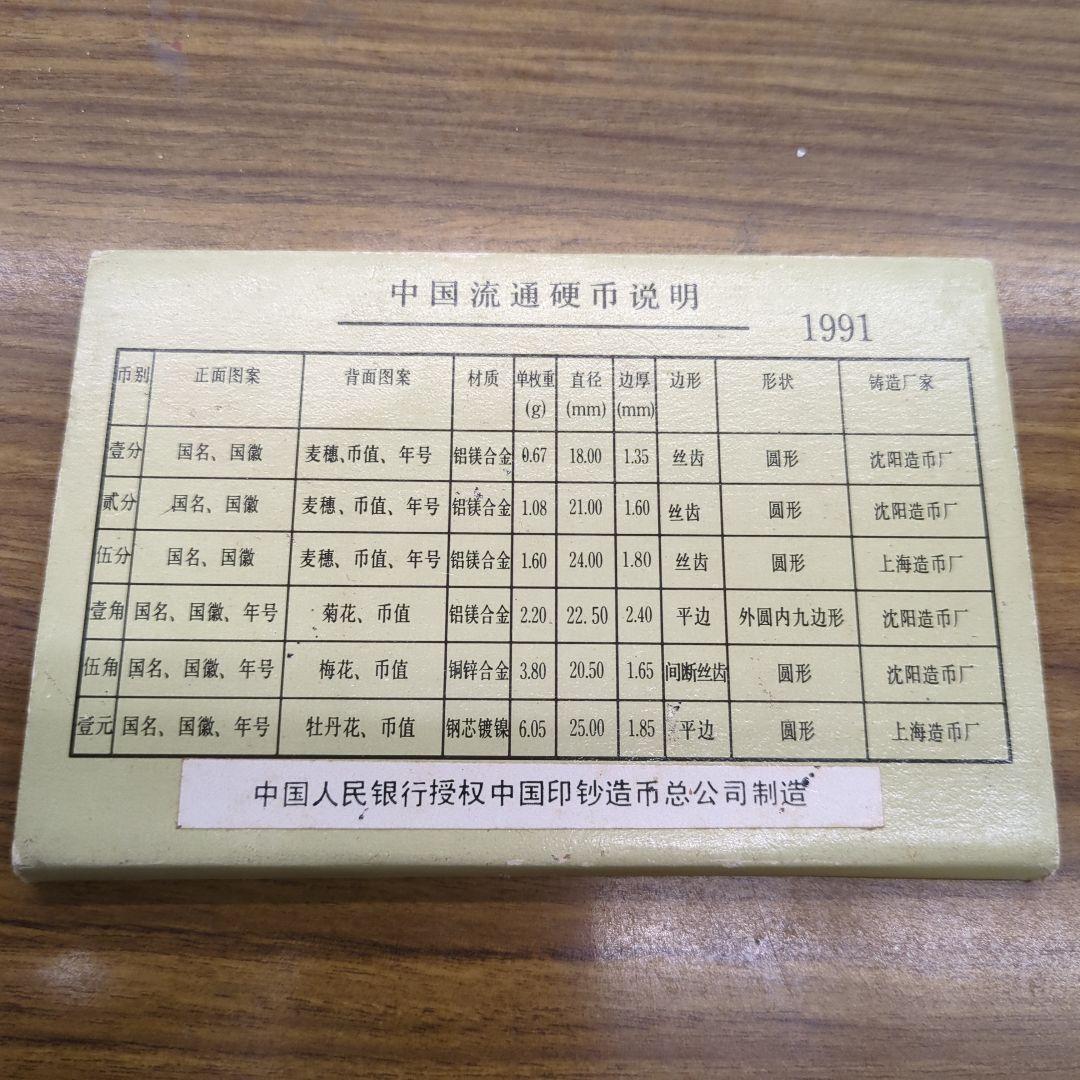 中国流通硬币说明
1991
币别 正面图案 背面图案 材质 单枚重(g) 直径(mm) 边厚(mm) 边形 形状 铸造厂家
壹分 国名、国徽 麦穗、币值、年号 铝镁合金 0.67 18.00 1.35 丝齿 圆形 沈阳造币厂
贰分 国名、国徽 麦穗、币值、年号 铝镁合金 1.08 21.00 1.60 丝齿 圆形 沈阳造币厂
伍分 国名、国徽 麦穗、币值、年号 铝镁合金 1.60 24.00 1.80 丝齿 圆形 上海造币厂
壹角 国名、国徽、年号 菊花、币值 铝镁合金 2.20 22.50 2.40 平边 外圆内九边形 沈阳造币厂
伍角 国名、国徽、年号 梅花、币值 铜锌合金 3.80 20.50 1.65 间断丝齿 圆形 沈阳造币厂
壹元 国名、国徽、年号 牡丹花、币值 钢芯镀镍 6.05 25.00 1.85 平边 圆形 上海造币厂
中国人民银行授权中国印钞造币总公司制造